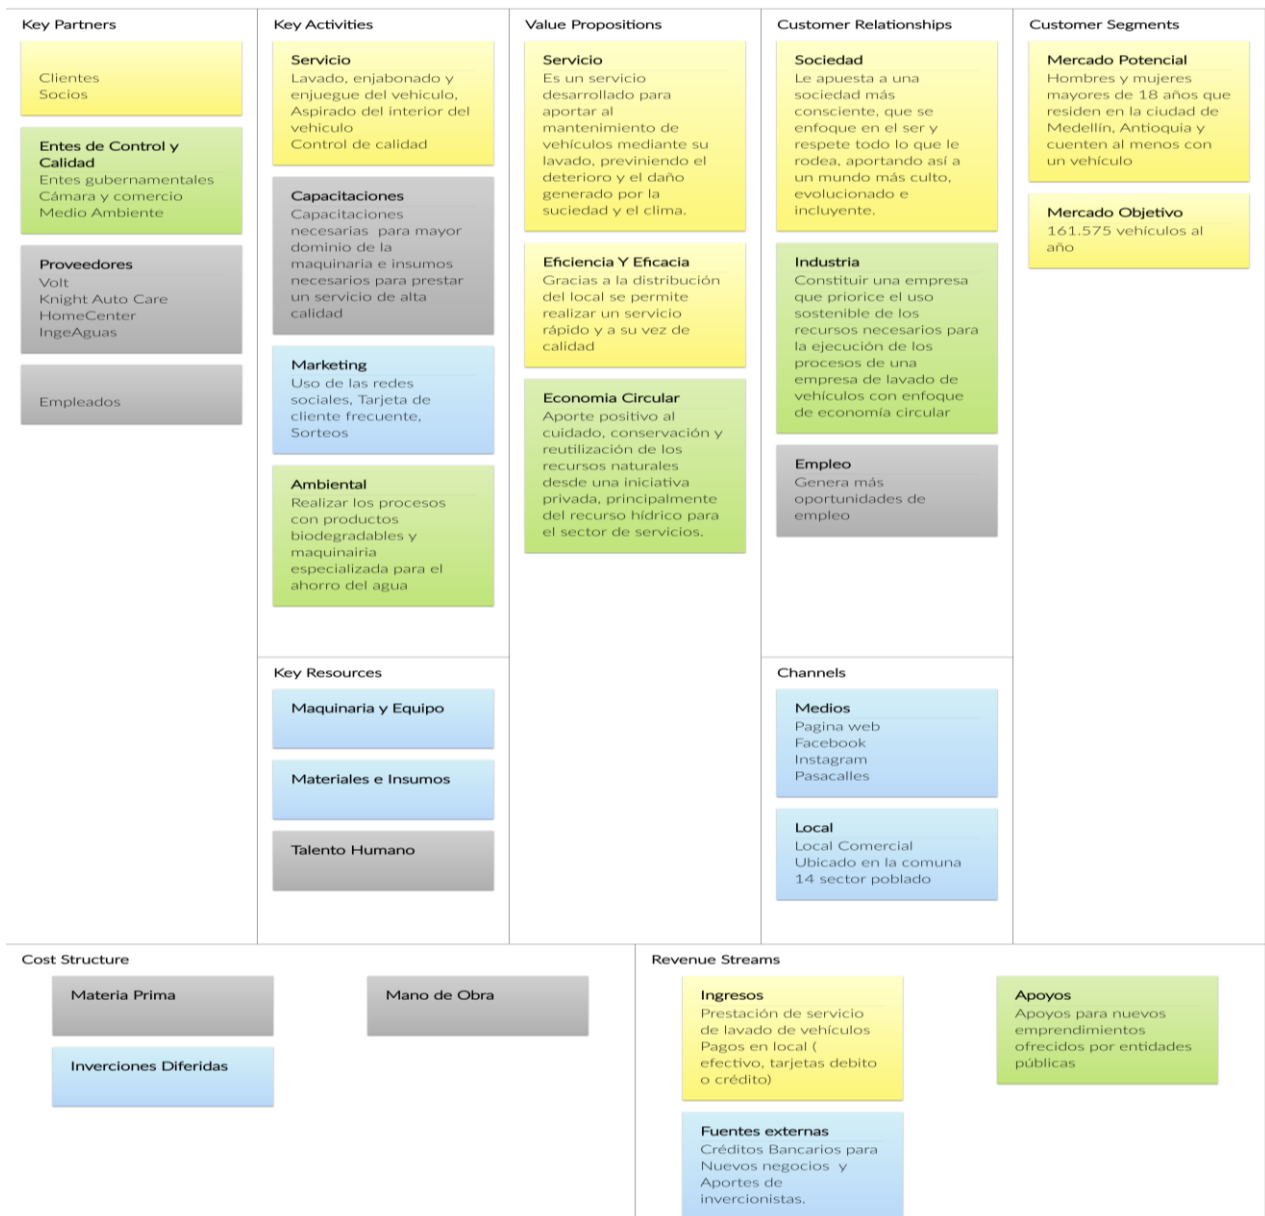 Key Partners
Clientes
Socios
Entes de Control y
Calidad
Entes gubernamentales
Cámara y comercio
Medio Ambiente
Proveedores
Volt
Knight Auto Care
HomeCenter
IngeAguas
Empleados
Key Activities
Servicio
Lavado, enjabonado y
enjuegue del vehiculo,
Aspirado del interior del
vehiculo
Control de calidad
Capacitaciones
Capacitaciones
necesarias para mayor
dominio de la
maquinaria e insumos
necesarios para prestar
un servicio de alta
calidad
Marketing
Uso de las redes
sociales, Tarjeta de
cliente frecuente,
Sorteos
Ambiental
Realizar los procesos
con productos
biodegradables y
maquinairia
especializada para el
ahorro del agua
Key Resources
Maquinaria y Equipo
Materiales e Insumos
Talento Humano
Value Propositions
Servicio
Es un servicio
desarrollado para
aportar al
mantenimiento de
vehículos mediante su
lavado, previniendo el
deterioro y el daño
generado por la
suciedad y el clima.
Eficiencia Y Eficacia
Gracias a la distribución
del local se permite
realizar un servicio
rápido y a su vez de
calidad
Economia Circular
Aporte positivo al
cuidado, conservación y
reutilización de los
recursos naturales
desde una iniciativa
privada, principalmente
del recurso hídrico para
el sector de servicios.
Customer Relationships
Sociedad
Le apuesta a una
sociedad más
consciente, que se
enfoque en el ser y
respete todo lo que le
rodea, aportando así a
un mundo más culto,
evolucionado e
incluyente.
Industria
Constituir una empresa
que priorice el uso
sostenible de los
recursos necesarios para
la ejecución de los
procesos de una
empresa de lavado de
vehículos con enfoque
de economía circular
Empleo
Genera más
oportunidades de
empleo
Channels
Medios
Pagina web
Facebook
Instagram
Pasacalles
Local
Local Comercial
Ubicado en la comuna
14 sector poblado
Customer Segments
Mercado Potencial
Hombres y mujeres
mayores de 18 años que
residen en la ciudad de
Medellín, Antioquia y
cuenten al menos con
un vehículo
Mercado Objetivo
161.575 vehículos al
año
Cost Structure
Materia Prima
Mano de Obra
Inverciones Diferidas
Revenue Streams
Ingresos
Prestación de servicio
de lavado de vehículos
Pagos en local (
efectivo, tarjetas debito
o crédito)
Apoyos
Apoyos para nuevos
emprendimientos
ofrecidos por entidades
públicas
Fuentes externas
Créditos Bancarios para
Nuevos negocios y
Aportes de
invercionistas.